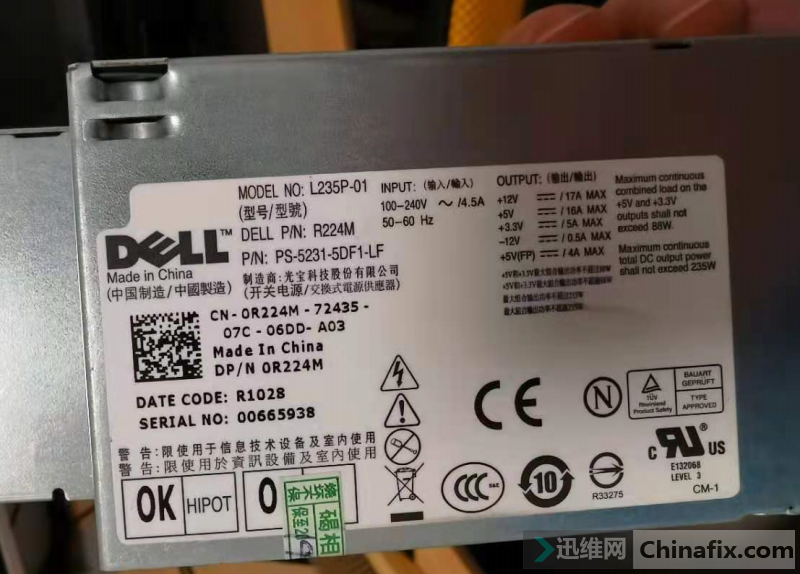 MODEL NO: L235P-01
(型号/型號)
DELL P/N: R224M
P/N: PS-5231-5DF1-LF
制造商: 光宝科技股份有限公司
(开关电源/交換式電源供應器)
DELL™
Made in China
(中国制造/中國製造)
INPUT: (输入/輸入)
100-240V ～ /4.5A
50-60 Hz
OUTPUT: (输出/輸出)
+12V /17A MAX
+5V /16A MAX
+3.3V /5A MAX
-12V /0.5A MAX
+5V(FP) /4A MAX
Maximum continuous
combined load on the
+5V and +3.3V
outputs shall not
exceed 88W.
Maximum continuous
total DC output power
shall not exceed 235W
CN - 0R224M - 72435 -
07C - 06DD - A03
Made In China
DP/N 0R224M
DATE CODE: R1028
SERIAL NO: 00665938
警告:限使用于信息技术设备及室内使用
警告:限使用於資訊設備及室內使用
OK HIPOT
CE
N
TÜV
Rheinland
Product Safety
BAUART
GEPRÜFT
TYPE
APPROVED
c RU ® US
E132068
LEVEL 3
CM-1
CCC S&E
10
R33275
迅维网 Chinafix.com